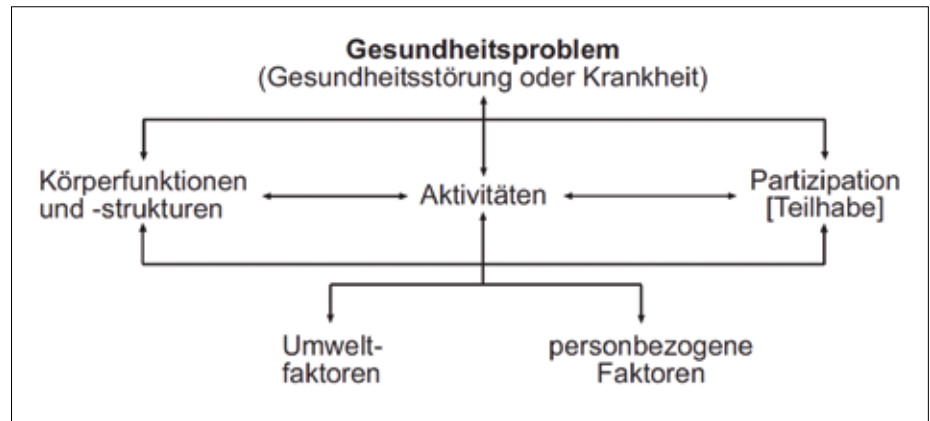 Gesundheitsproblem
(Gesundheitsstörung oder Krankheit)
Körperfunktionen
und -strukturen
Aktivitäten
Partizipation
[Teilhabe]
Umwelt-
faktoren
personbezogene
Faktoren